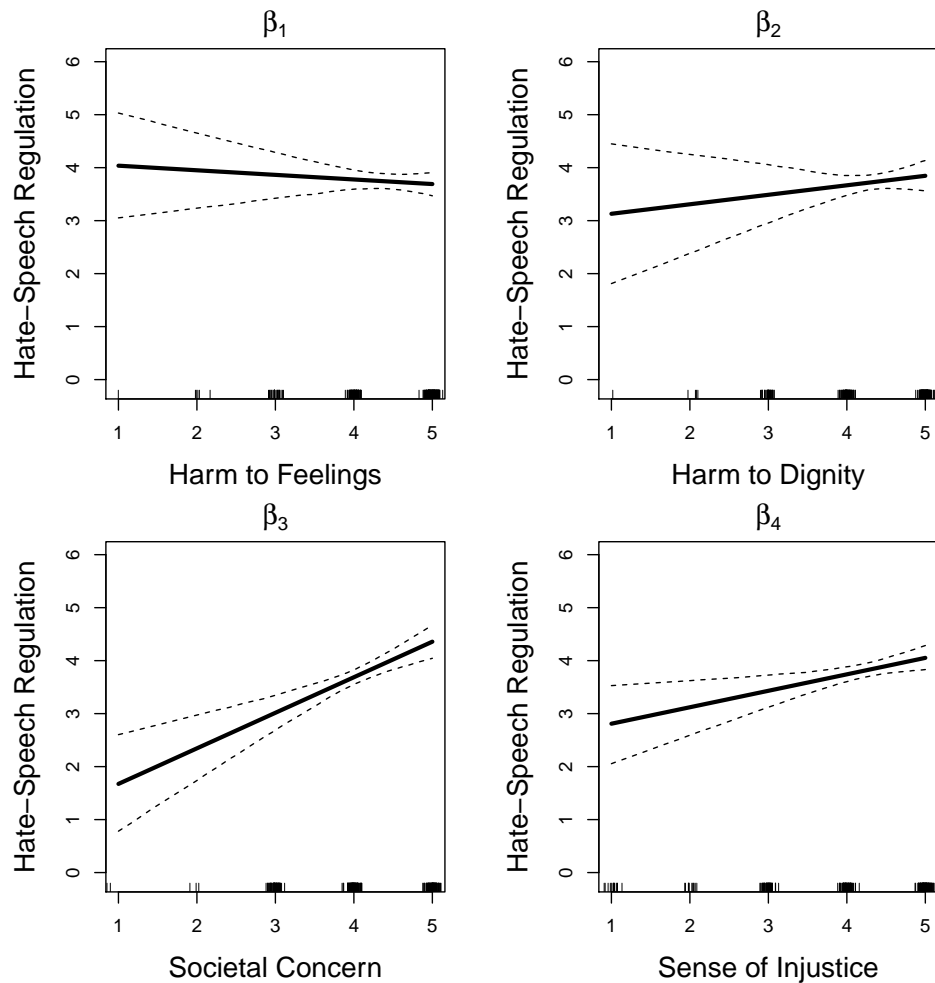 β1
Hate−Speech Regulation
6
5
4
3
2
1
0
1 2 3 4 5
Harm to Feelings
β2
Hate−Speech Regulation
6
5
4
3
2
1
0
1 2 3 4 5
Harm to Dignity
β3
Hate−Speech Regulation
6
5
4
3
2
1
0
1 2 3 4 5
Societal Concern
β4
Hate−Speech Regulation
6
5
4
3
2
1
0
1 2 3 4 5
Sense of Injustice